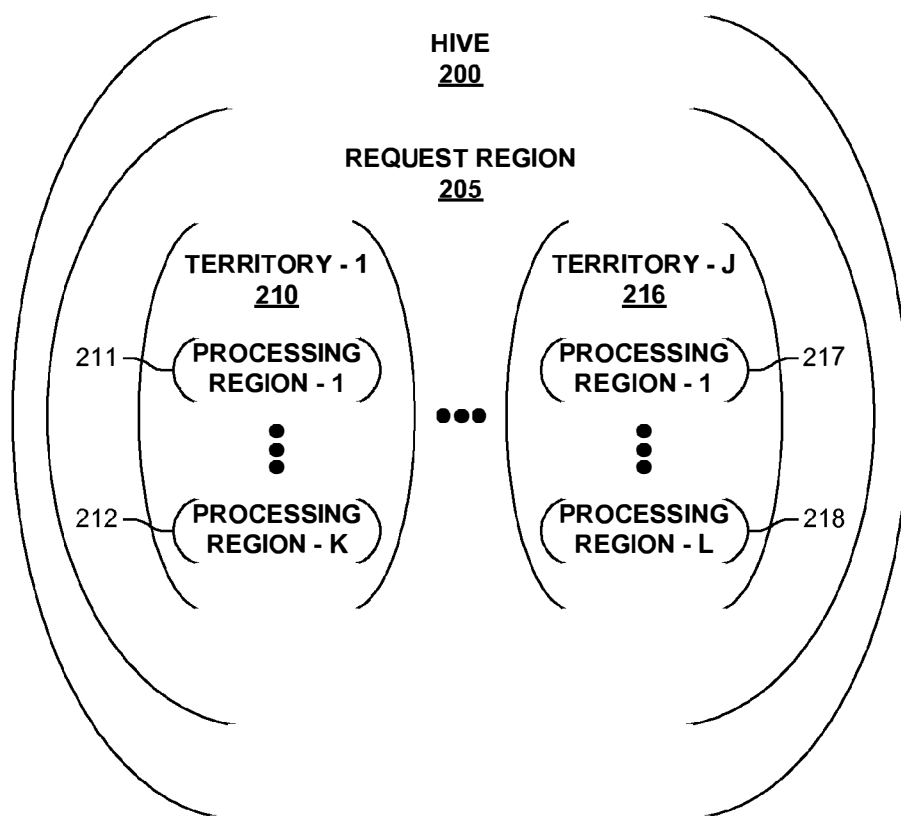 HIVE
200
REQUEST REGION
205
TERRITORY - 1
210
TERRITORY - J
216
211
PROCESSING
REGION - 1
PROCESSING
REGION - 1
217
212
PROCESSING
REGION - K
PROCESSING
REGION - L
218